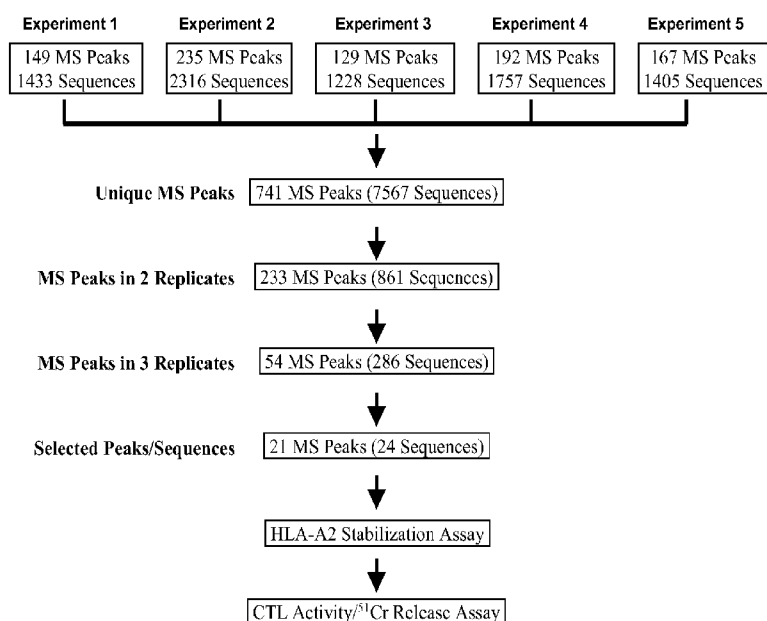 Experiment 1
Experiment 2
Experiment 3
Experiment 4
Experiment 5
149 MS Peaks
1433 Sequences
235 MS Peaks
2316 Sequences
129 MS Peaks
1228 Sequences
192 MS Peaks
1757 Sequences
167 MS Peaks
1405 Sequences
Unique MS Peaks
741 MS Peaks (7567 Sequences)
MS Peaks in 2 Replicates
233 MS Peaks (861 Sequences)
MS Peaks in 3 Replicates
54 MS Peaks (286 Sequences)
Selected Peaks/Sequences
21 MS Peaks (24 Sequences)
HLA-A2 Stabilization Assay
CTL Activity/⁵¹Cr Release Assay